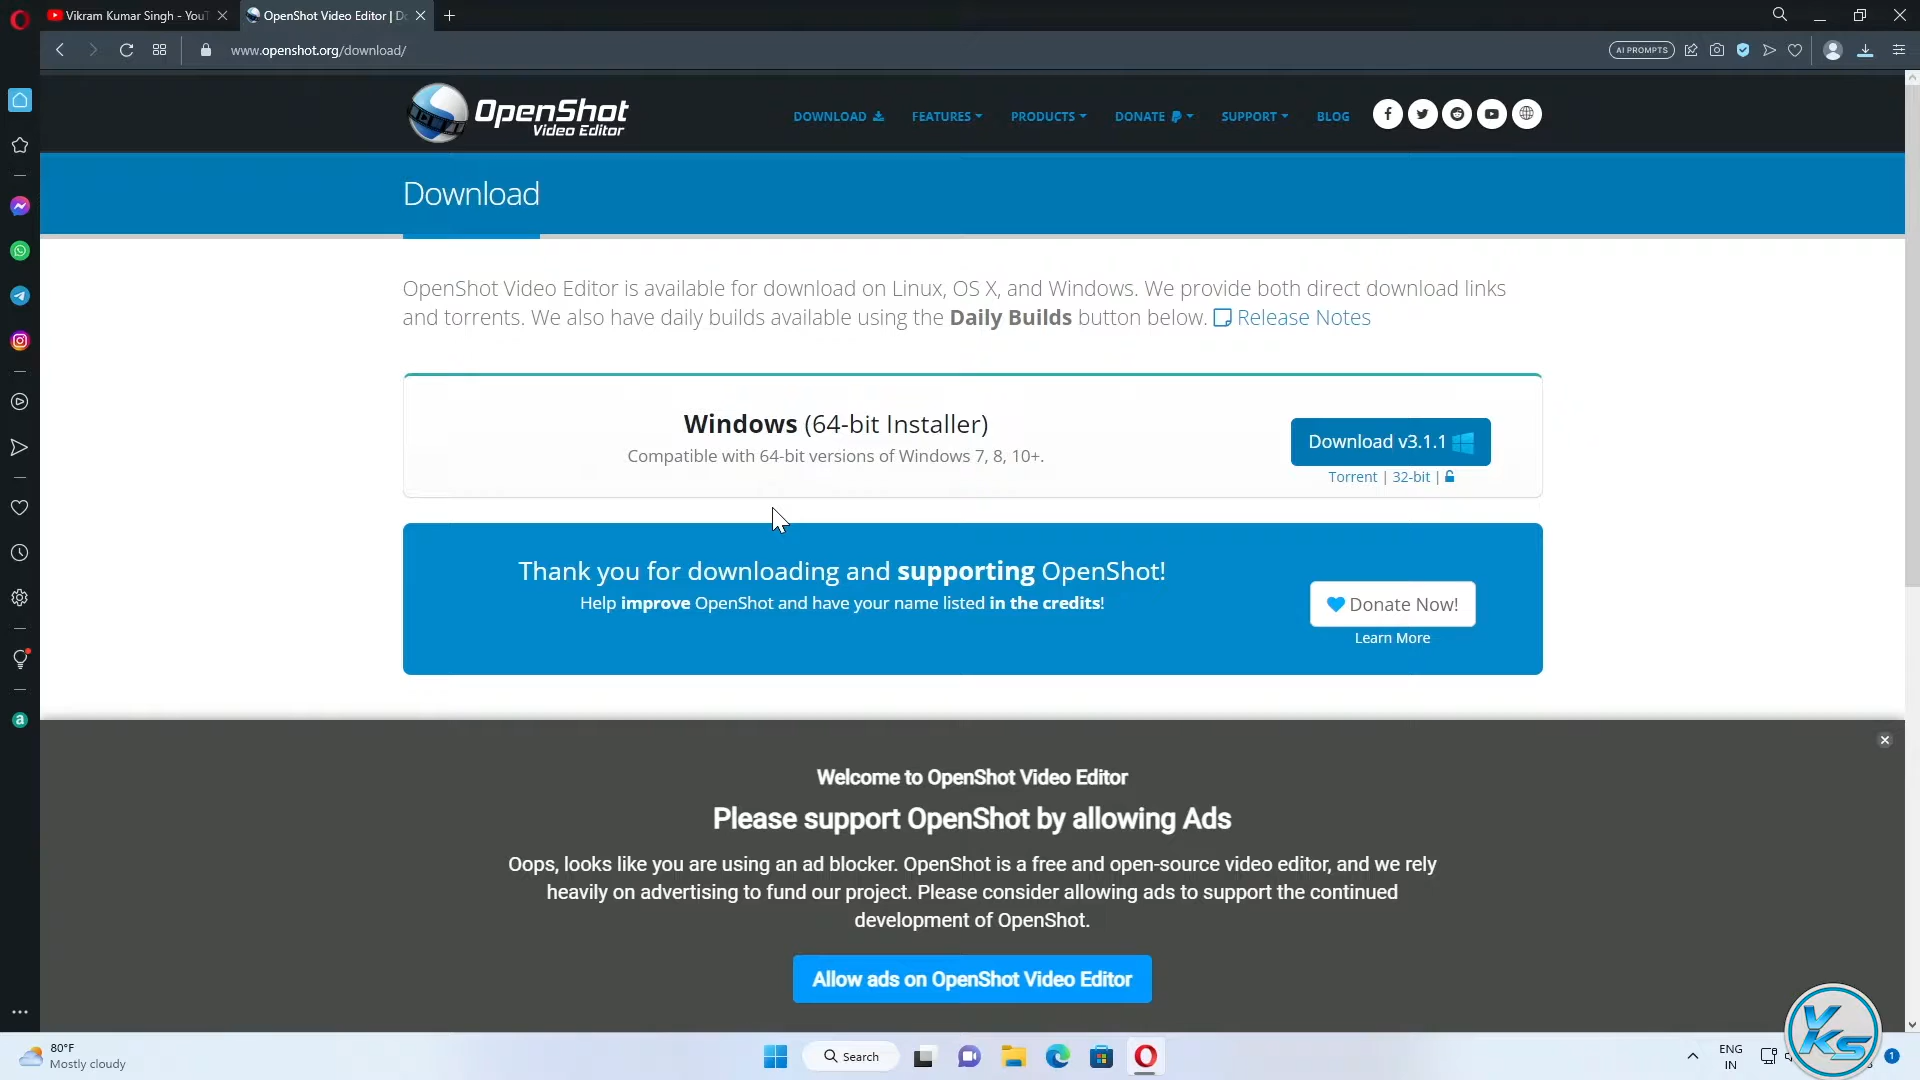 Vikram Kumar Singh - YouT
OpenShot Video Editor | Do
www.openshot.org/download/
AI PROMPTS
OpenShot
Video Editor
DOWNLOAD
FEATURES
PRODUCTS
DONATE
SUPPORT
BLOG
Download
OpenShot Video Editor is available for download on Linux, OS X, and Windows. We provide both direct download links
and torrents. We also have daily builds available using the Daily Builds button below. Release Notes
Windows (64-bit Installer)
Compatible with 64-bit versions of Windows 7, 8, 10+.
Download v3.1.1
Torrent | 32-bit |
Thank you for downloading and supporting OpenShot!
Help improve OpenShot and have your name listed in the credits!
Donate Now!
Learn More
Welcome to OpenShot Video Editor
Please support OpenShot by allowing Ads
Oops, looks like you are using an ad blocker. OpenShot is a free and open-source video editor, and we rely
heavily on advertising to fund our project. Please consider allowing ads to support the continued
development of OpenShot.
Allow ads on OpenShot Video Editor
80°F
Mostly cloudy
Search
ENG
IN
VKS
1